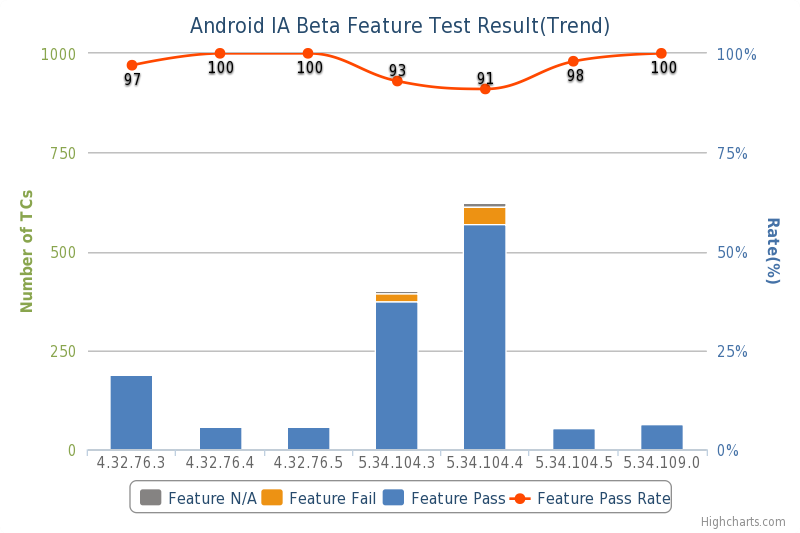 Android IA Beta Feature Test Result(Trend)
1000 100%
97 100 100 93 91 98 100
750 75%
Number of TCs
Rate(%)
500 50%
250 25%
0 0%
4.32.76.3 4.32.76.4 4.32.76.5 5.34.104.3 5.34.104.4 5.34.104.5 5.34.109.0
Feature N/A Feature Fail Feature Pass Feature Pass Rate
Highcharts.com